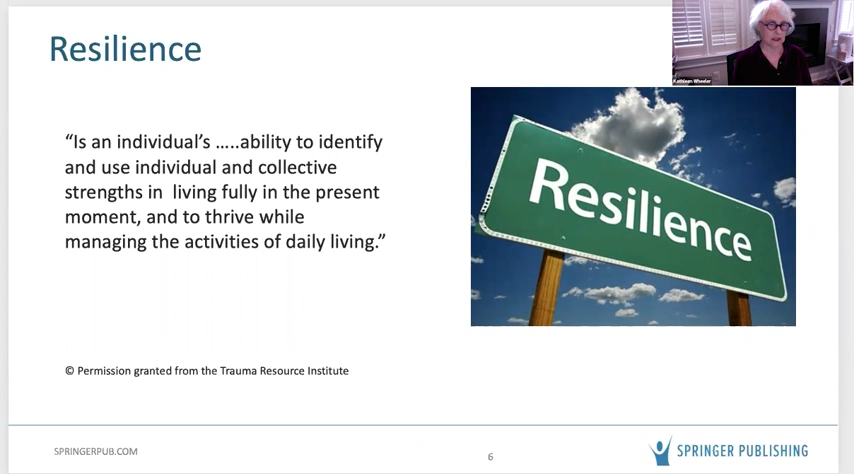 Resilience
Kathleen Wheeler
“Is an individual’s …..ability to identify
and use individual and collective
strengths in living fully in the present
moment, and to thrive while
managing the activities of daily living.”
Resilience
© Permission granted from the Trauma Resource Institute
SPRINGERPUB.COM
6
SPRINGER PUBLISHING